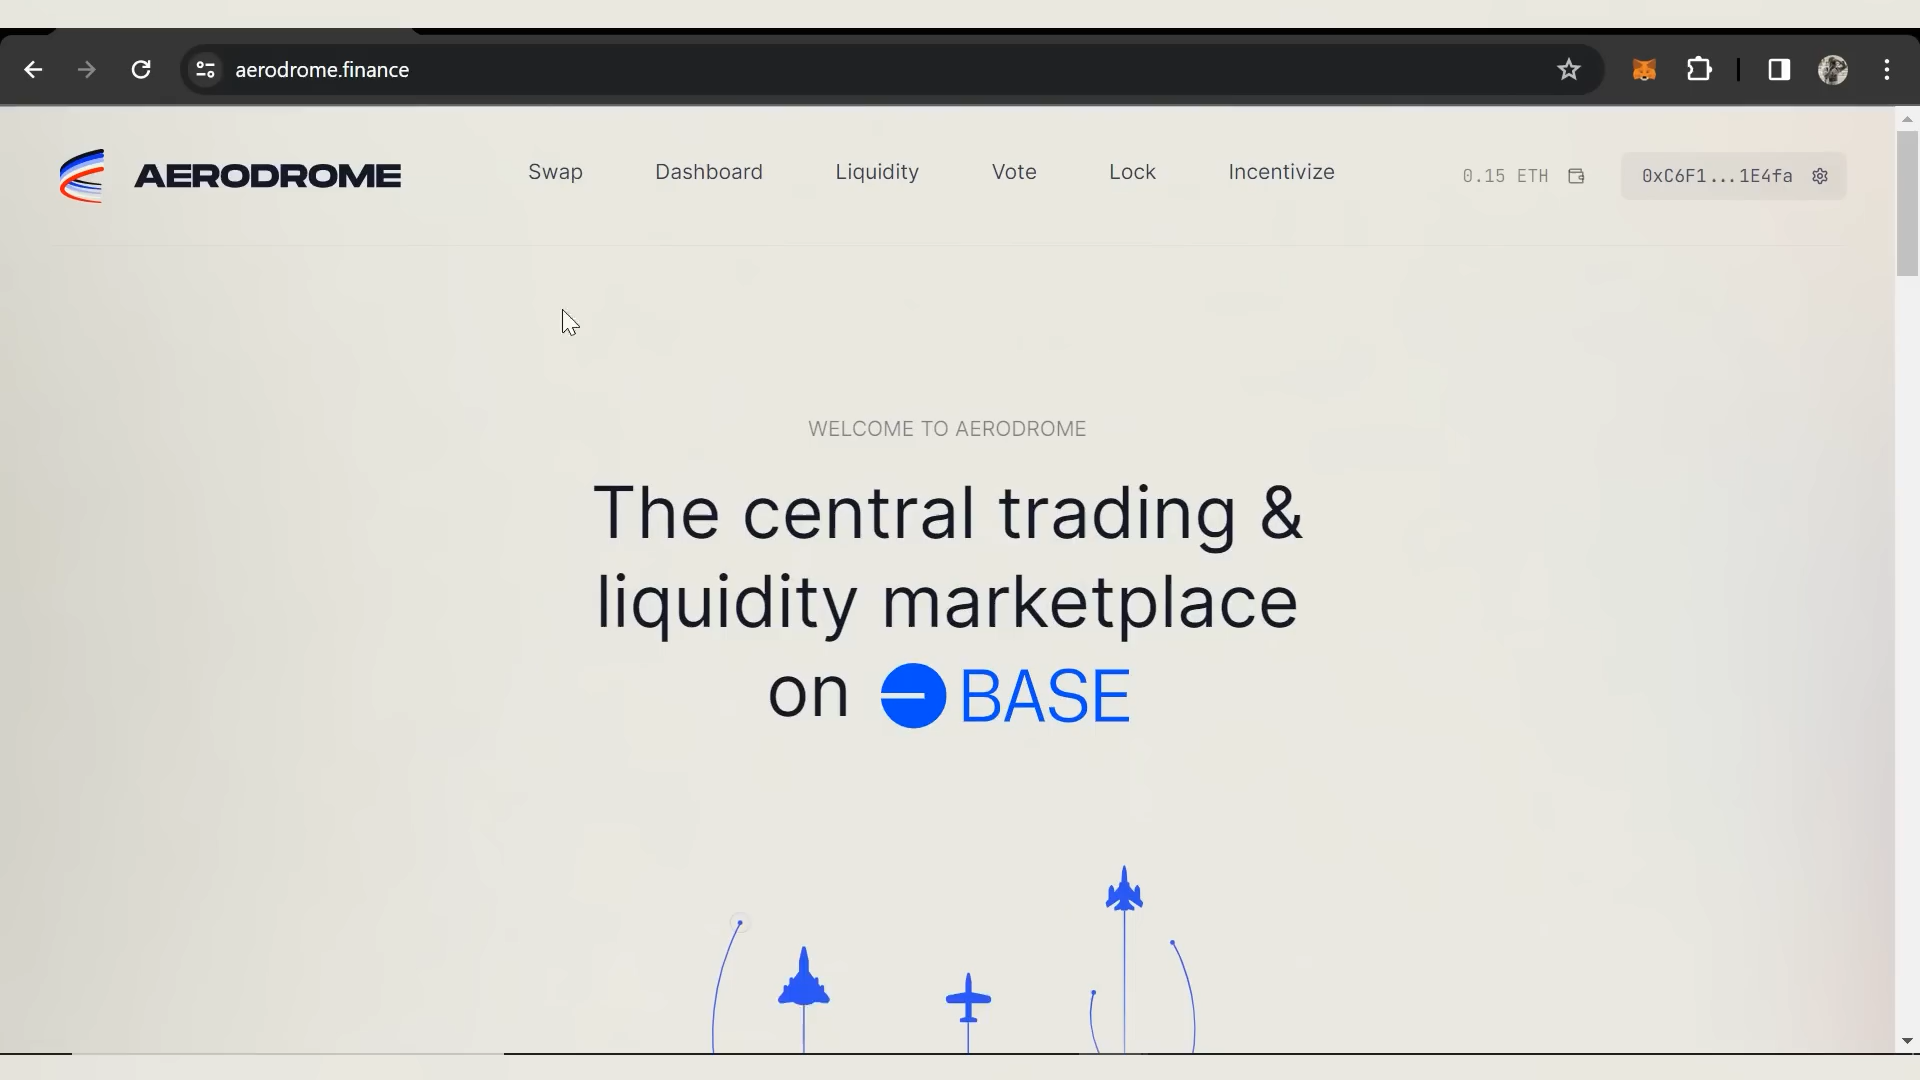 aerodrome.finance
AERODROME
Swap
Dashboard
Liquidity
Vote
Lock
Incentivize
0.15 ETH
0xC6F1...1E4fa
WELCOME TO AERODROME
The central trading &
liquidity marketplace
on BASE